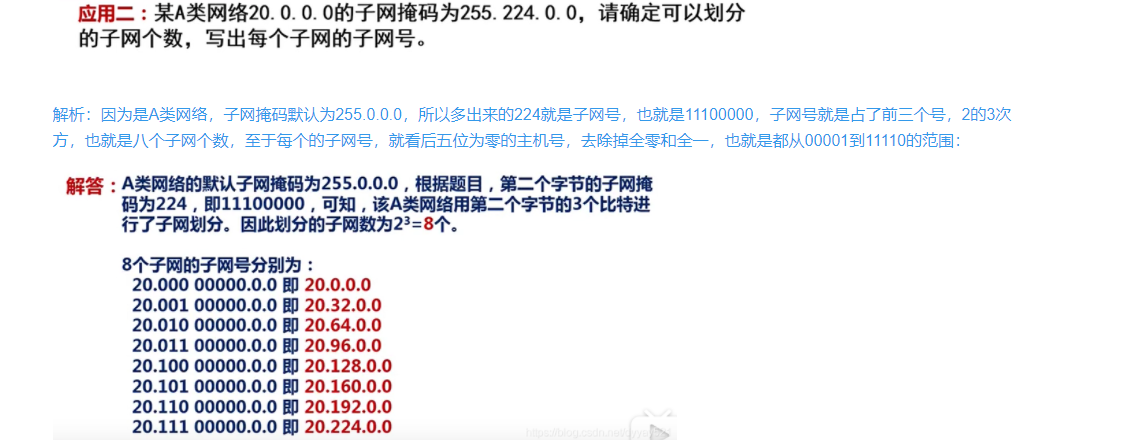 应用二：某A类网络20.0.0.0的子网掩码为255.224.0.0，请确定可以划分
的子网个数，写出每个子网的子网号。
解析：因为是A类网络，子网掩码默认为255.0.0.0，所以多出来的224就是子网号，也就是11100000，子网号就是占了前三个号，2的3次
方，也就是八个子网个数，至于每个的子网号，就看后五位为零的主机号，去除掉全零和全一，也就是都从00001到11110的范围：
解答：A类网络的默认子网掩码为255.0.0.0，根据题目，第二个字节的子网掩
码为224，即11100000，可知，该A类网络用第二个字节的3个比特进
行了子网划分。因此划分的子网数为2³=8个。
8个子网的子网号分别为：
20.000 00000.0.0 即 20.0.0.0
20.001 00000.0.0 即 20.32.0.0
20.010 00000.0.0 即 20.64.0.0
20.011 00000.0.0 即 20.96.0.0
20.100 00000.0.0 即 20.128.0.0
20.101 00000.0.0 即 20.160.0.0
20.110 00000.0.0 即 20.192.0.0
20.111 00000.0.0 即 20.224.0.0